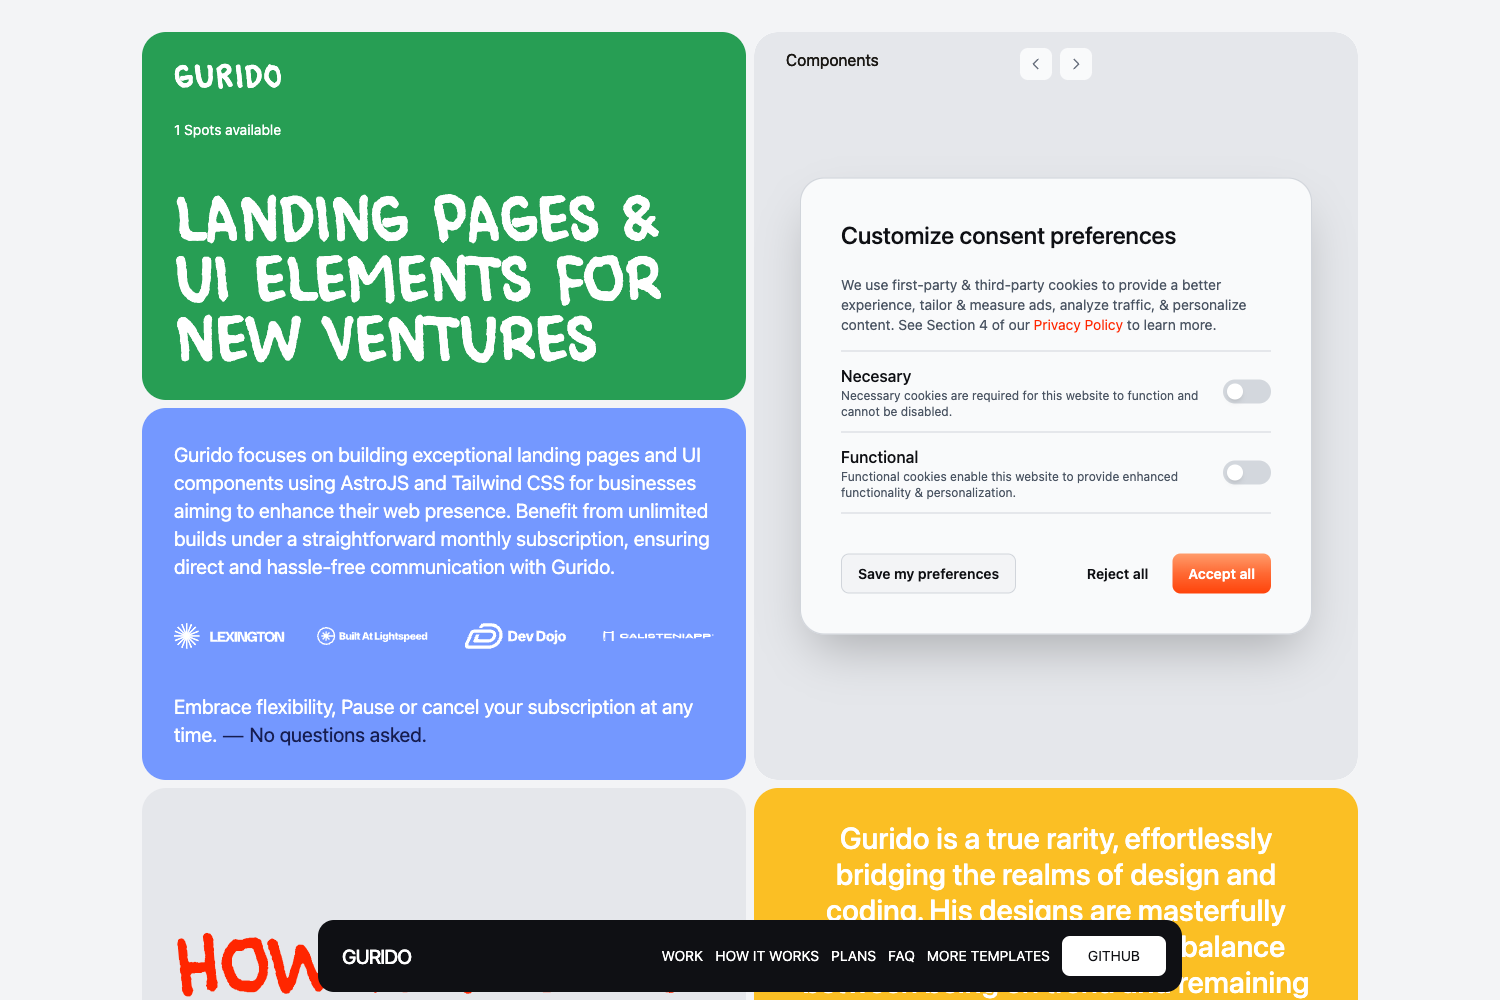 GURIDO
1 Spots available
LANDING PAGES &
UI ELEMENTS FOR
NEW VENTURES
Components
Customize consent preferences
We use first-party & third-party cookies to provide a better
experience, tailor & measure ads, analyze traffic, & personalize
content. See Section 4 of our Privacy Policy to learn more.
Necesary
Necessary cookies are required for this website to function and
cannot be disabled.
Functional
Functional cookies enable this website to provide enhanced
functionality & personalization.
Save my preferences
Reject all
Accept all
Gurido focuses on building exceptional landing pages and UI
components using AstroJS and Tailwind CSS for businesses
aiming to enhance their web presence. Benefit from unlimited
builds under a straightforward monthly subscription, ensuring
direct and hassle-free communication with Gurido.
LEXINGTON
Built At Lightspeed
Dev Dojo
CALISTENIAPP
Embrace flexibility, Pause or cancel your subscription at any
time. — No questions asked.
HOW
Gurido is a true rarity, effortlessly
bridging the realms of design and
coding. His designs are masterfully
balance
remaining
GURIDO
WORK
HOW IT WORKS
PLANS
FAQ
MORE TEMPLATES
GITHUB